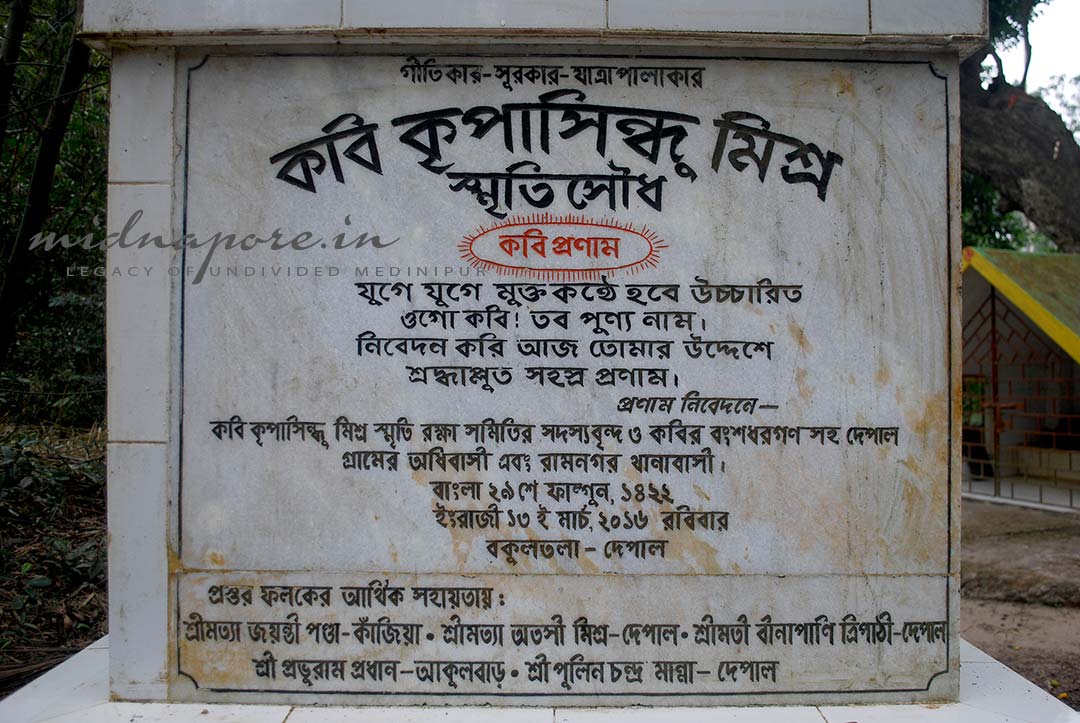 গীতিকার-সূরকার-যাত্রাপালাকার
কবি কৃপাসিন্ধু মিশ্র
স্মৃতি সৌধ
কবি প্রণাম
midnapore.in
LEGACY OF UNDIVIDED MEDINIPUR
যুগে যুগে মুক্ত কন্ঠে হবে উচ্চারিত
ওগো কবি! তব পূণ্য নাম।
নিবেদন করি আজ তোমার উদ্দেশে
শ্রদ্ধাপ্লুত সহস্র প্রণাম।
প্রণাম নিবেদনে—
কবি কৃপাসিন্ধু মিশ্র স্মৃতি রক্ষা সমিতির সদস্যবৃন্দ ও কবির বংশধরগণ সহ দেপাল
গ্রামের অধিবাসী এবং রামনগর থানাবাসী।
বাংলা ২৯শে ফাল্গুন, ১৪২২
ইংরাজী ১৩ ই মার্চ, ২০১৬ রবিবার
বকুলতলা - দেপাল
প্রস্তর ফলকের আর্থিক সহায়তায় :
শ্রীমত্যা জয়ন্তী পণ্ডা-কাঁজিয়া • শ্রীমত্যা অতসী মিশ্র-দেপাল • শ্রীমতী বীনাপাণি ত্রিপাঠী-দেপাল
শ্রী প্রভুরাম প্রধান-আকুলবাড় • শ্রী পুলিন চন্দ্র মান্না- দেপাল